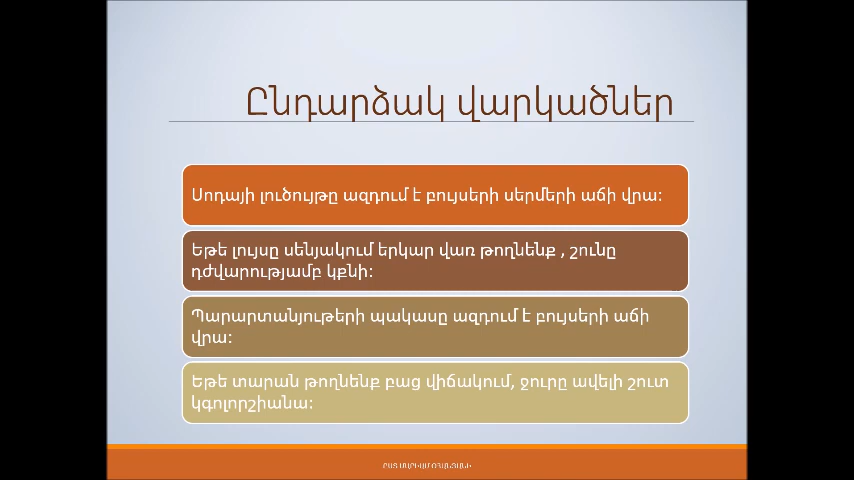 Ընդարձակ վարկածներ
Սոդայի լուծույթը ազդում է բույսերի սերմերի աճի վրա:
Եթե լույսը սենյակում երկար վառ թողնենք , շունը
դժվարությամբ կքնի:
Պարարտանյութերի պակասը ազդում է բույսերի աճի
վրա:
Եթե տարան թողնենք բաց վիճակում, ջուրը ավելի շուտ
կգոլորշիանա: